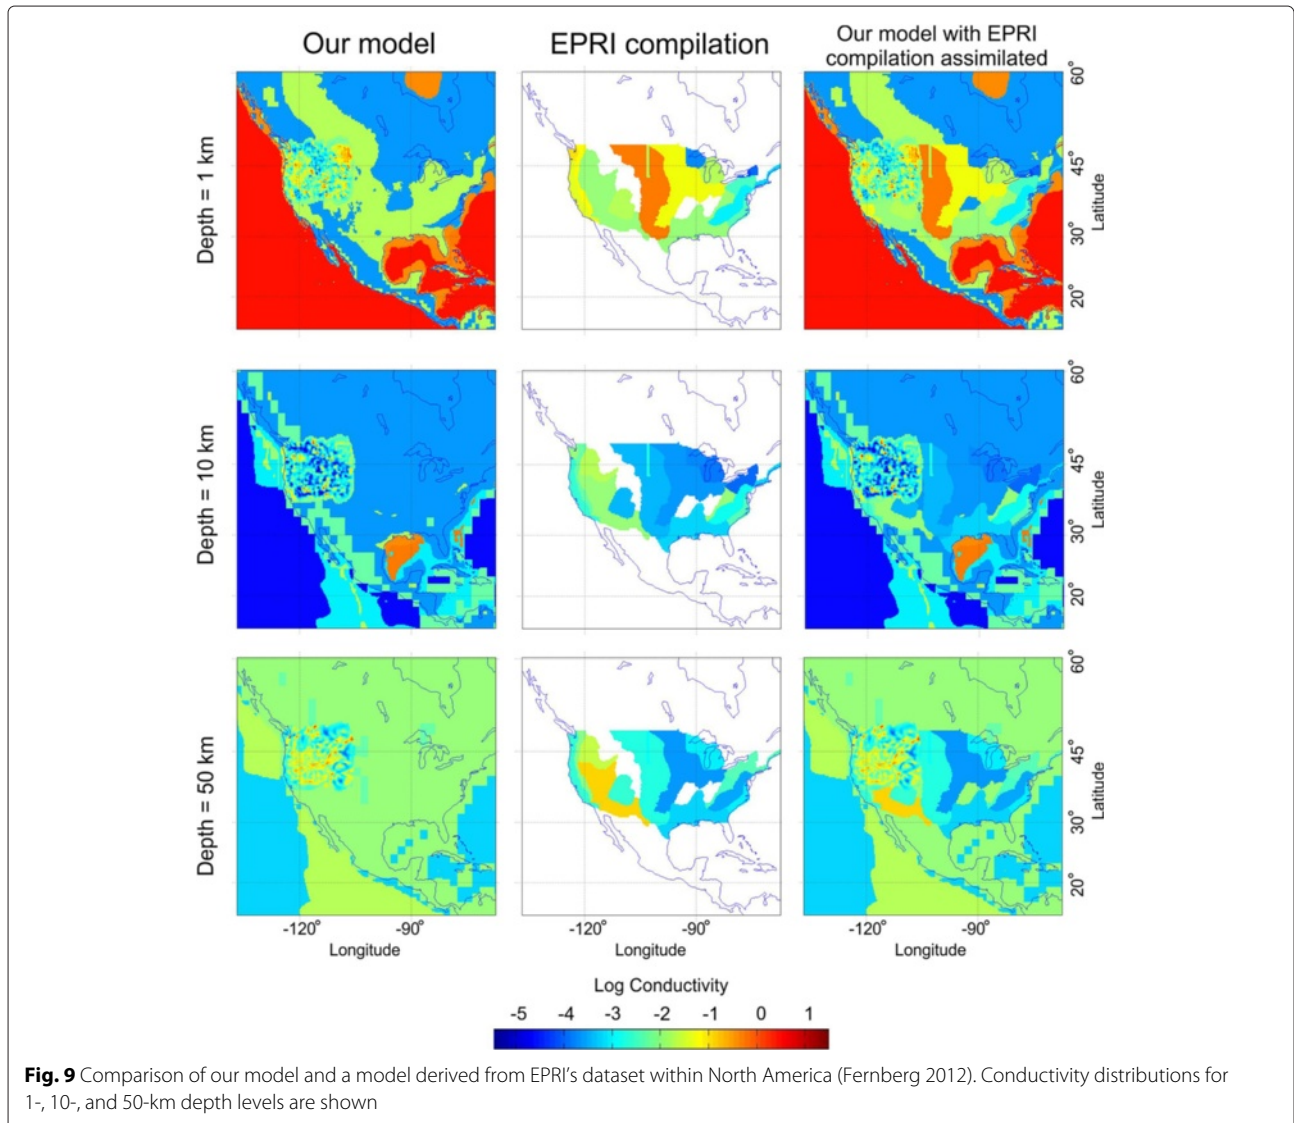 Our model
EPRI compilation
Our model with EPRI
compilation assimilated
Depth = 1 km
60°
45°
30°
20°
Latitude
Depth = 10 km
60°
45°
30°
20°
Latitude
Depth = 50 km
60°
45°
30°
20°
Latitude
-120° -90°
-120° -90°
-120° -90°
Longitude
Longitude
Longitude
Log Conductivity
-5 -4 -3 -2 -1 0 1
Fig. 9 Comparison of our model and a model derived from EPRI's dataset within North America (Fernberg 2012). Conductivity distributions for
1-, 10-, and 50-km depth levels are shown